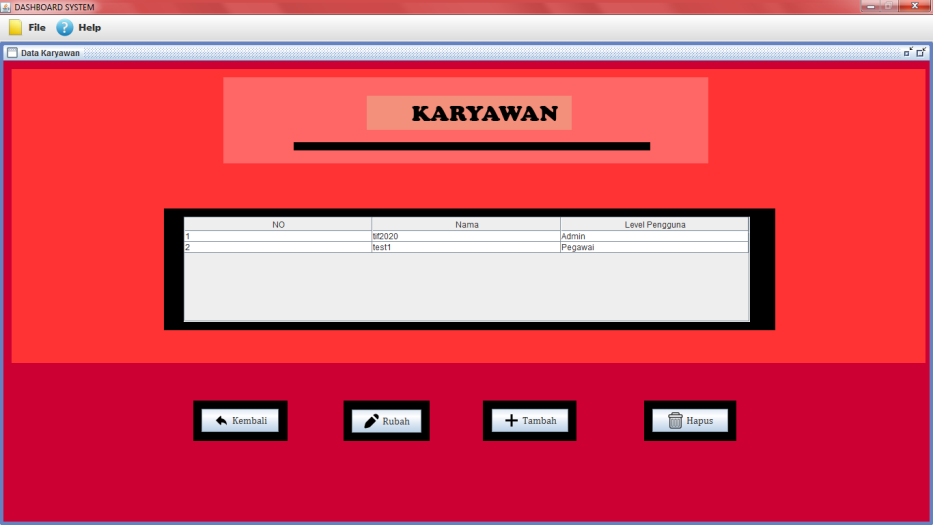 DASHBOARD SYSTEM
File Help
Data Karyawan
KARYAWAN
NO Nama Level Pengguna
1 tif2020 Admin
2 test1 Pegawai
Kembali Rubah Tambah Hapus